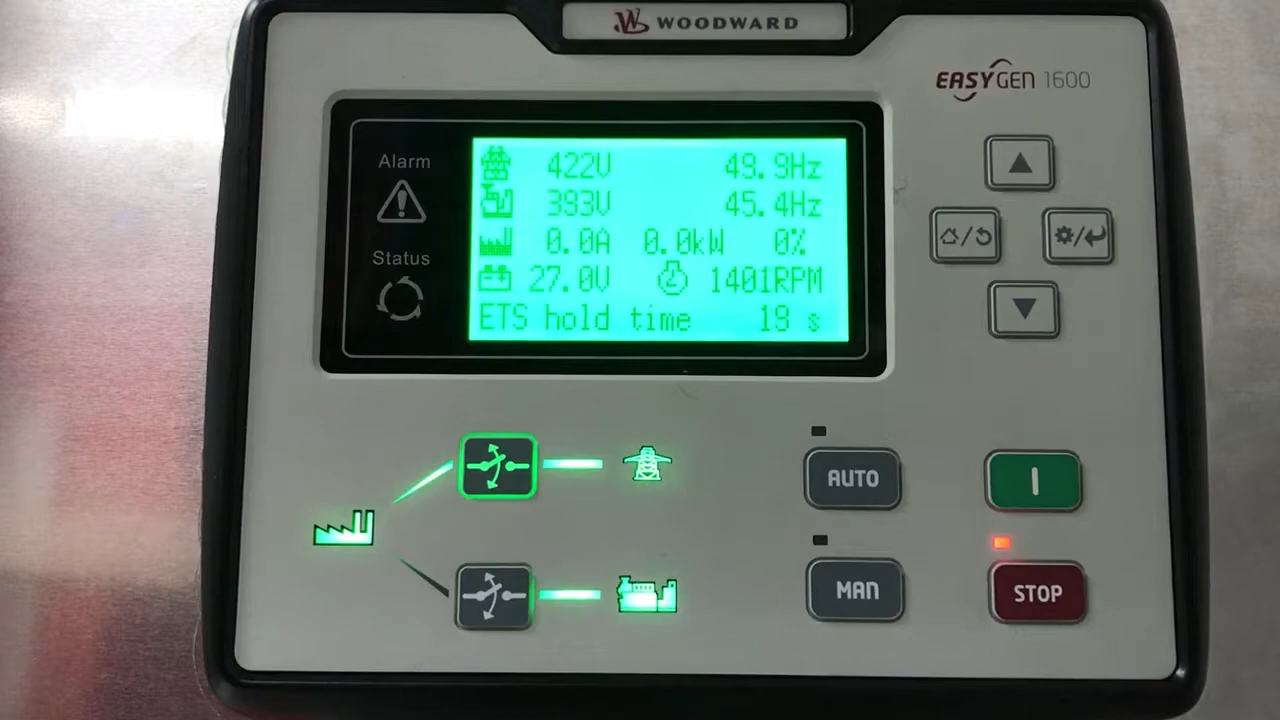 WOODWARD
EASYGEN 1600
Alarm
Status
422V 49.9Hz
393V 45.4Hz
0.0A 0.0kW 0%
27.0V 1401RPM
ETS hold time 19 s
AUTO
I
MAN
STOP